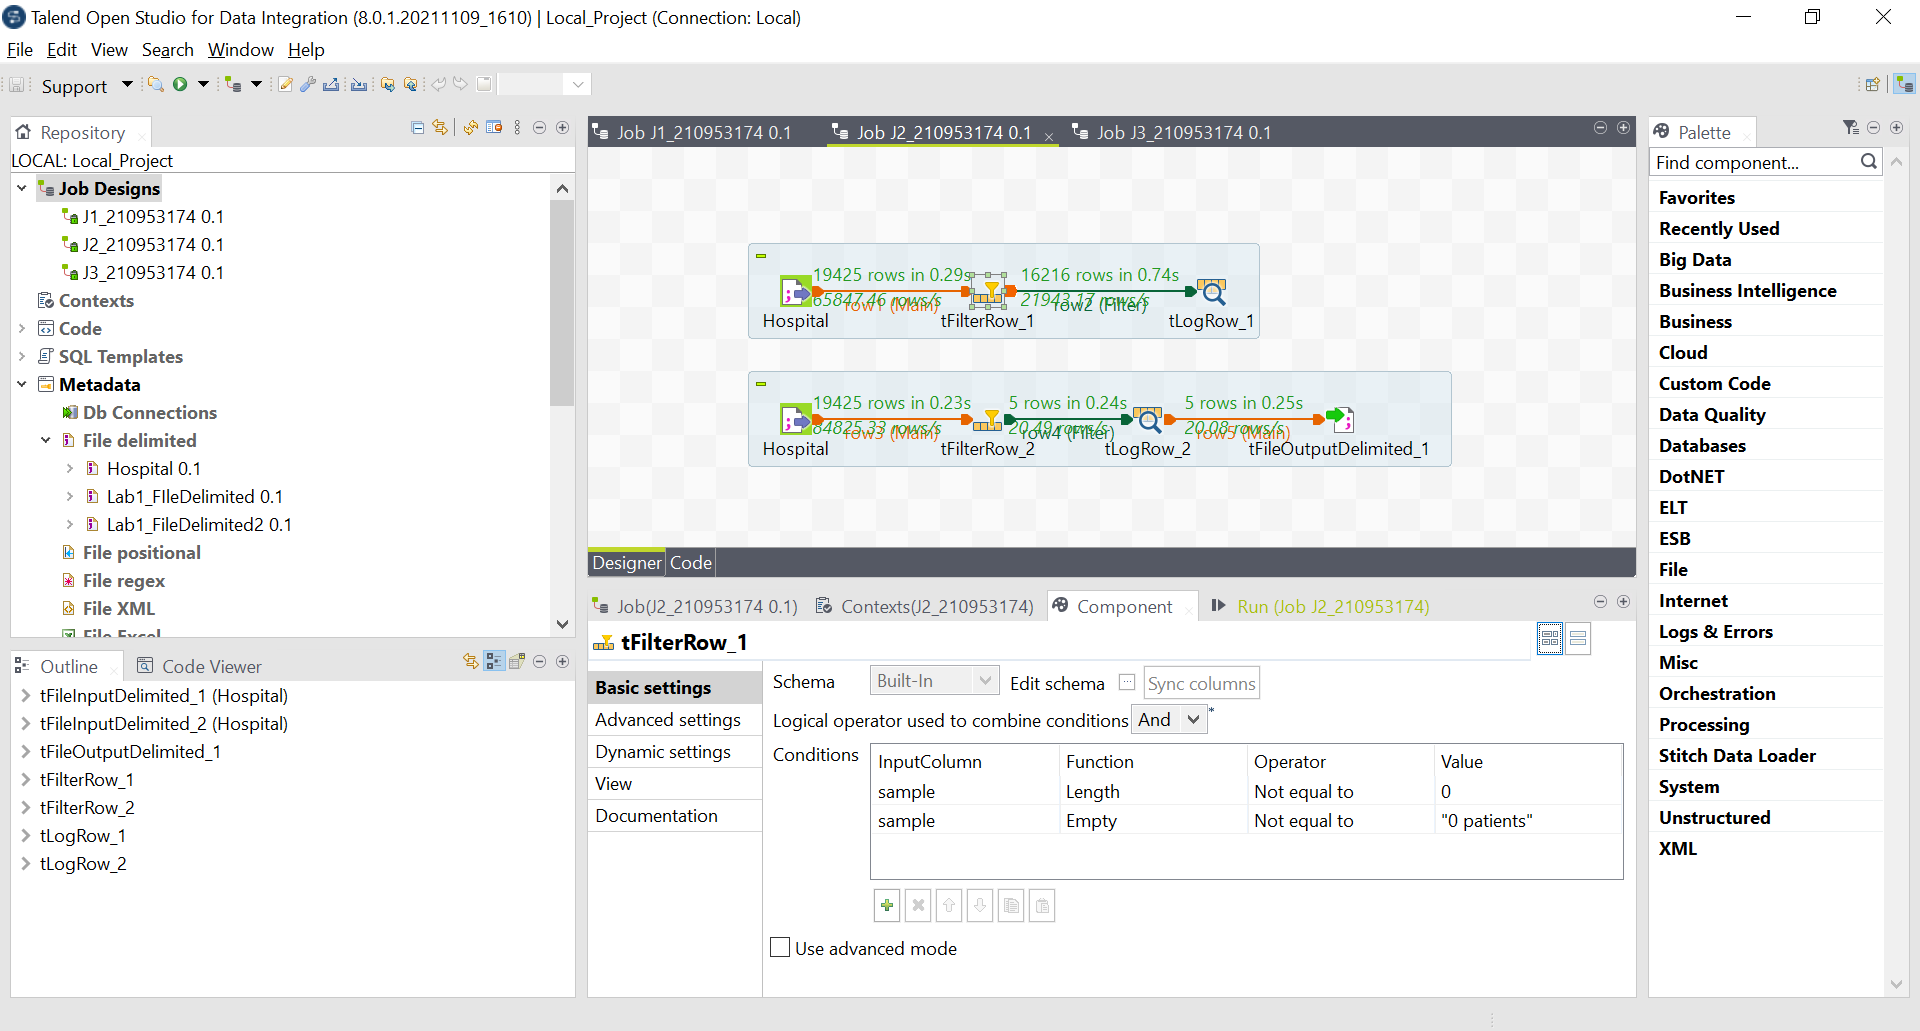 Talend Open Studio for Data Integration (8.0.1.20211109_1610) | Local_Project (Connection: Local)
File Edit View Search Window Help
Support
Repository
LOCAL: Local_Project
Job Designs
J1_210953174 0.1
J2_210953174 0.1
J3_210953174 0.1
Contexts
Code
SQL Templates
Metadata
Db Connections
File delimited
Hospital 0.1
Lab1_FIleDelimited 0.1
Lab1_FileDelimited2 0.1
File positional
File regex
File XML
File Excel
Outline Code Viewer
tFileInputDelimited_1 (Hospital)
tFileInputDelimited_2 (Hospital)
tFileOutputDelimited_1
tFilterRow_1
tFilterRow_2
tLogRow_1
tLogRow_2
Job J1_210953174 0.1 Job J2_210953174 0.1 Job J3_210953174 0.1
19425 rows in 0.29s 16216 rows in 0.74s
65847.46 rows/s 21943.17 rows/s
row1 (Main) row2 (Filter)
Hospital tFilterRow_1 tLogRow_1
19425 rows in 0.23s 5 rows in 0.24s 5 rows in 0.25s
84825.33 rows/s 20.49 rows/s 20.08 rows/s
row3 (Main) row4 (Filter) row5 (Main)
Hospital tFilterRow_2 tLogRow_2 tFileOutputDelimited_1
Designer Code
Job(J2_210953174 0.1) Contexts(J2_210953174) Component Run (Job J2_210953174)
tFilterRow_1
Basic settings
Advanced settings
Dynamic settings
View
Documentation
Schema Built-In Edit schema ... Sync columns
Logical operator used to combine conditions And *
Conditions
InputColumn Function Operator Value
sample Length Not equal to 0
sample Empty Not equal to "0 patients"
Use advanced mode
Palette
Find component...
Favorites
Recently Used
Big Data
Business Intelligence
Business
Cloud
Custom Code
Data Quality
Databases
DotNET
ELT
ESB
File
Internet
Logs & Errors
Misc
Orchestration
Processing
Stitch Data Loader
System
Unstructured
XML